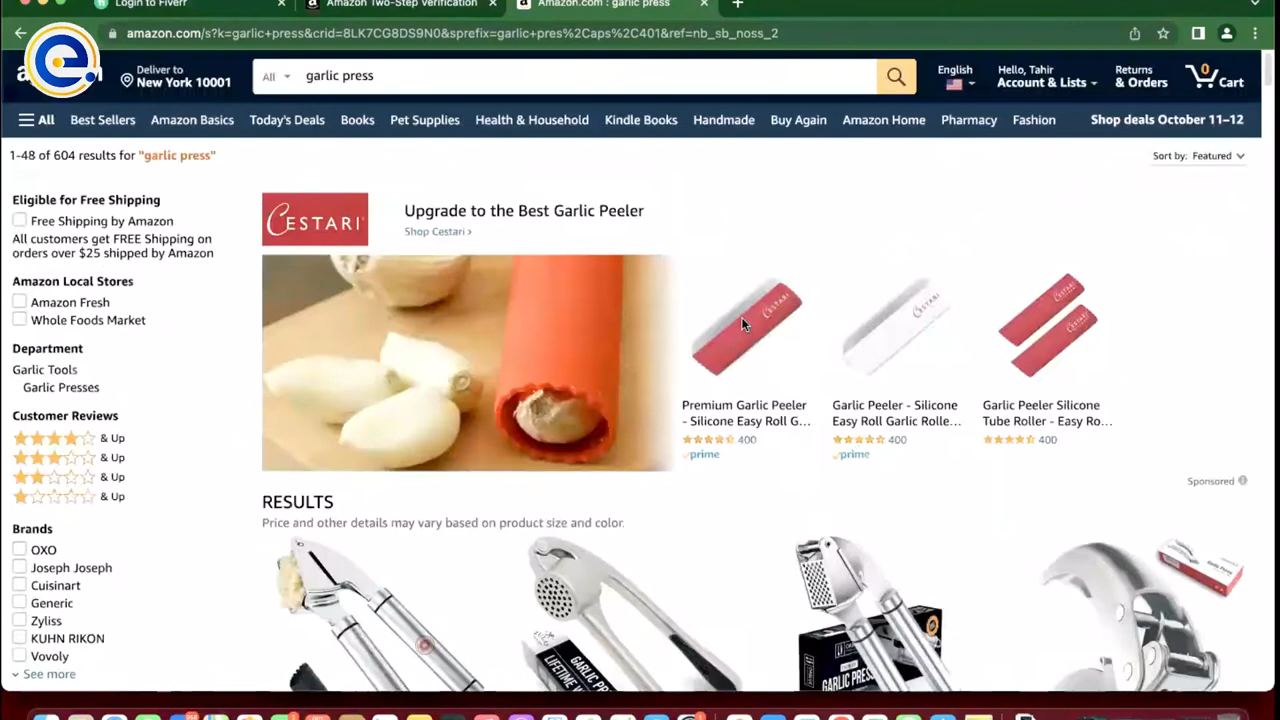 Login to Fiverr
Amazon Two-Step Verification
Amazon.com : garlic press
amazon.com/s?k=garlic+press&crid=8LK7CG8DS9N0&sprefix=garlic+pres%2Caps%2C401&ref=nb_sb_noss_2
Deliver to
New York 10001
All
garlic press
English
Hello, Tahir
Account & Lists
Returns
& Orders
0
Cart
All
Best Sellers
Amazon Basics
Today's Deals
Books
Pet Supplies
Health & Household
Kindle Books
Handmade
Buy Again
Amazon Home
Pharmacy
Fashion
Shop deals October 11–12
1-48 of 604 results for "garlic press"
Sort by: Featured
Eligible for Free Shipping
Free Shipping by Amazon
All customers get FREE Shipping on
orders over $25 shipped by Amazon
Amazon Local Stores
Amazon Fresh
Whole Foods Market
Department
Garlic Tools
Garlic Presses
Customer Reviews
& Up
& Up
& Up
& Up
Brands
OXO
Joseph Joseph
Cuisinart
Generic
Zyliss
KUHN RIKON
Vovoly
See more
CESTARI
Upgrade to the Best Garlic Peeler
Shop Cestari ›
CESTARI
CESTARI
CESTARI
CESTARI
Premium Garlic Peeler
- Silicone Easy Roll G...
400
prime
Garlic Peeler - Silicone
Easy Roll Garlic Rolle...
400
prime
Garlic Peeler Silicone
Tube Roller - Easy Ro...
400
Sponsored
RESULTS
Price and other details may vary based on product size and color.
LIFETIME
GARLIC PRESS